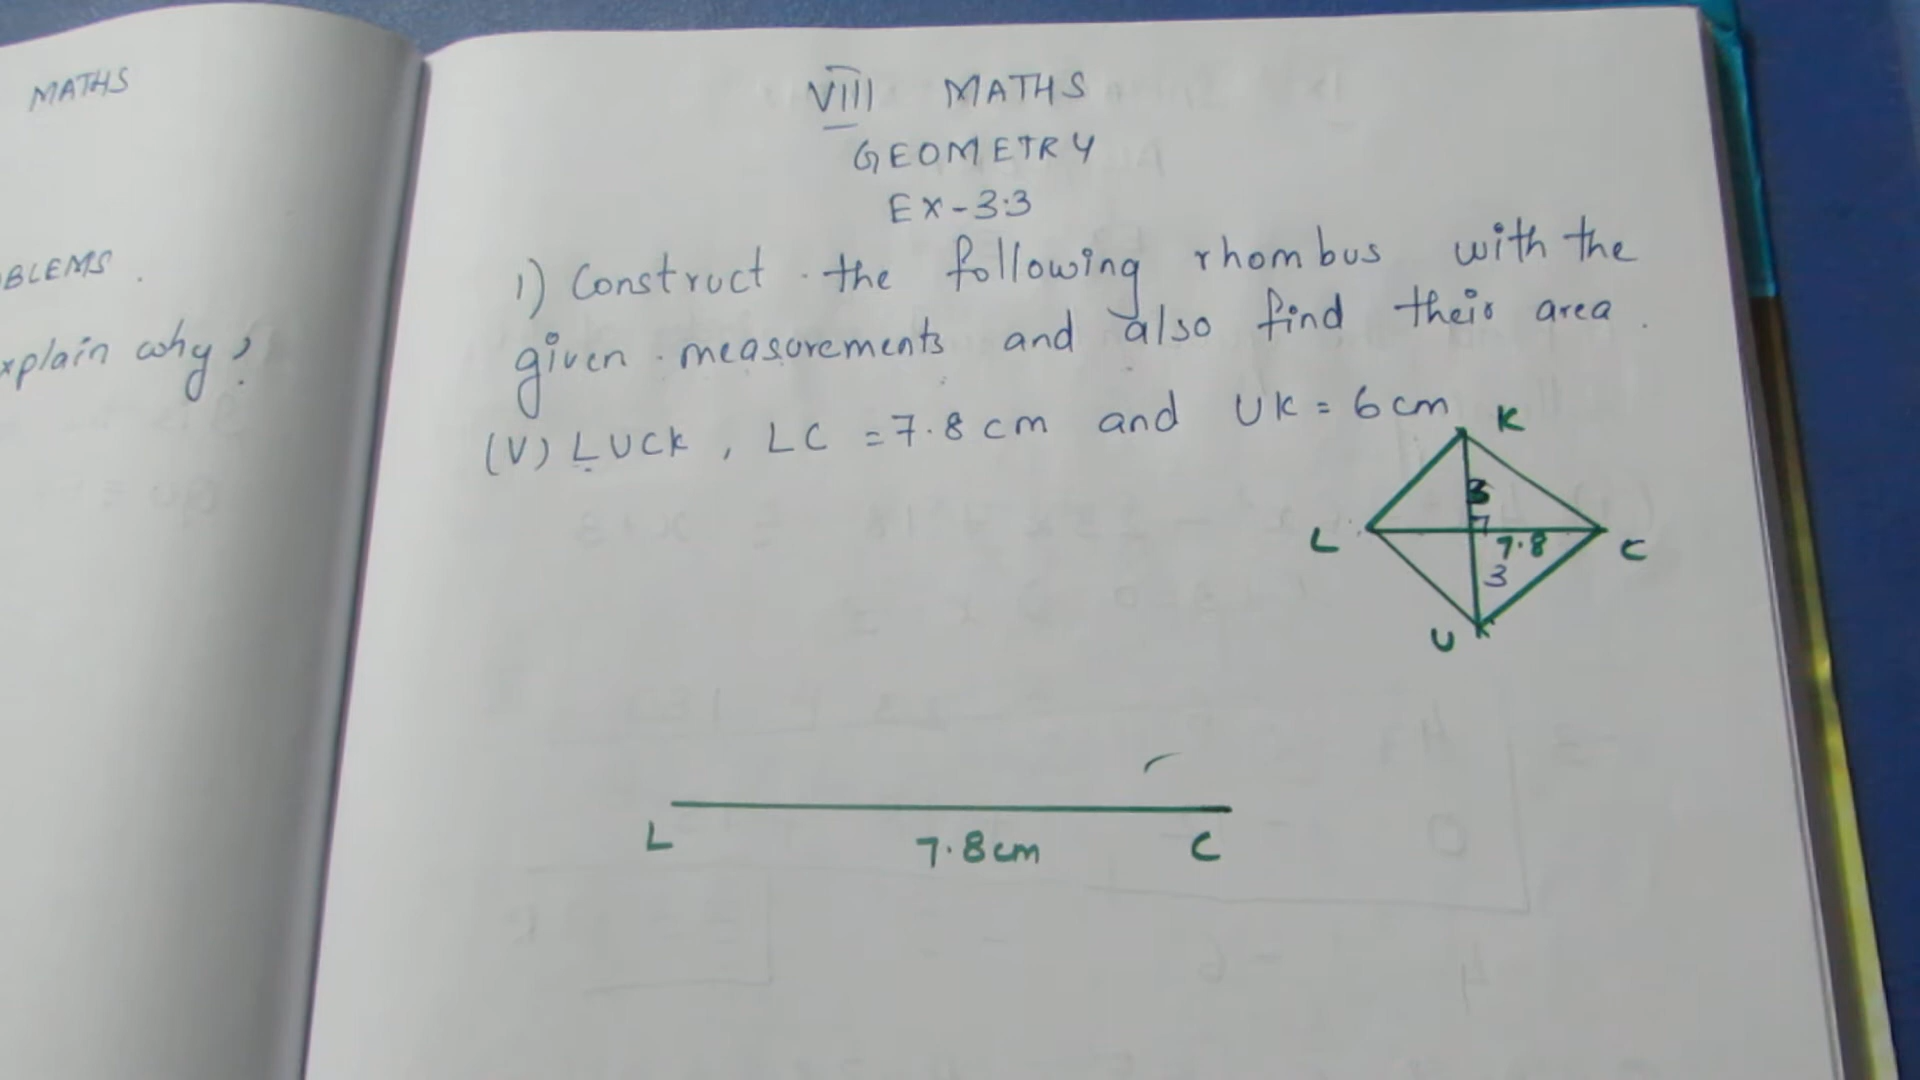 MATHS
BLEMS.
xplain why?
VIII MATHS
GEOMETRY
EX-3.3
1) Construct the following rhombus with the
given measurements and also find their area.
(V) LUCK, LC = 7.8 cm and UK = 6 cm
K
3
L
7.8
C
3
U
L
7.8 cm
C